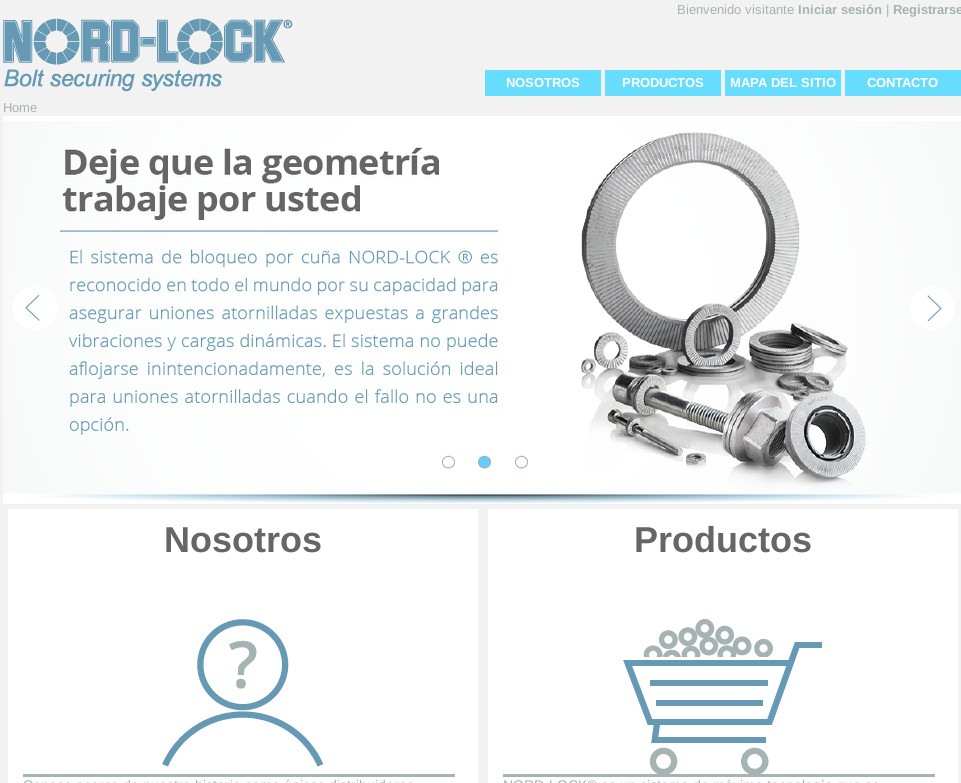 Bienvenido visitante Iniciar sesión | Registrarse
NORD-LOCK®
Bolt securing systems
NOSOTROS PRODUCTOS MAPA DEL SITIO CONTACTO
Home
Deje que la geometría
trabaje por usted
El sistema de bloqueo por cuña NORD-LOCK ® es
reconocido en todo el mundo por su capacidad para
asegurar uniones atornilladas expuestas a grandes
vibraciones y cargas dinámicas. El sistema no puede
aflojarse inintencionadamente, es la solución ideal
para uniones atornilladas cuando el fallo no es una
opción.
Nosotros
Productos
?